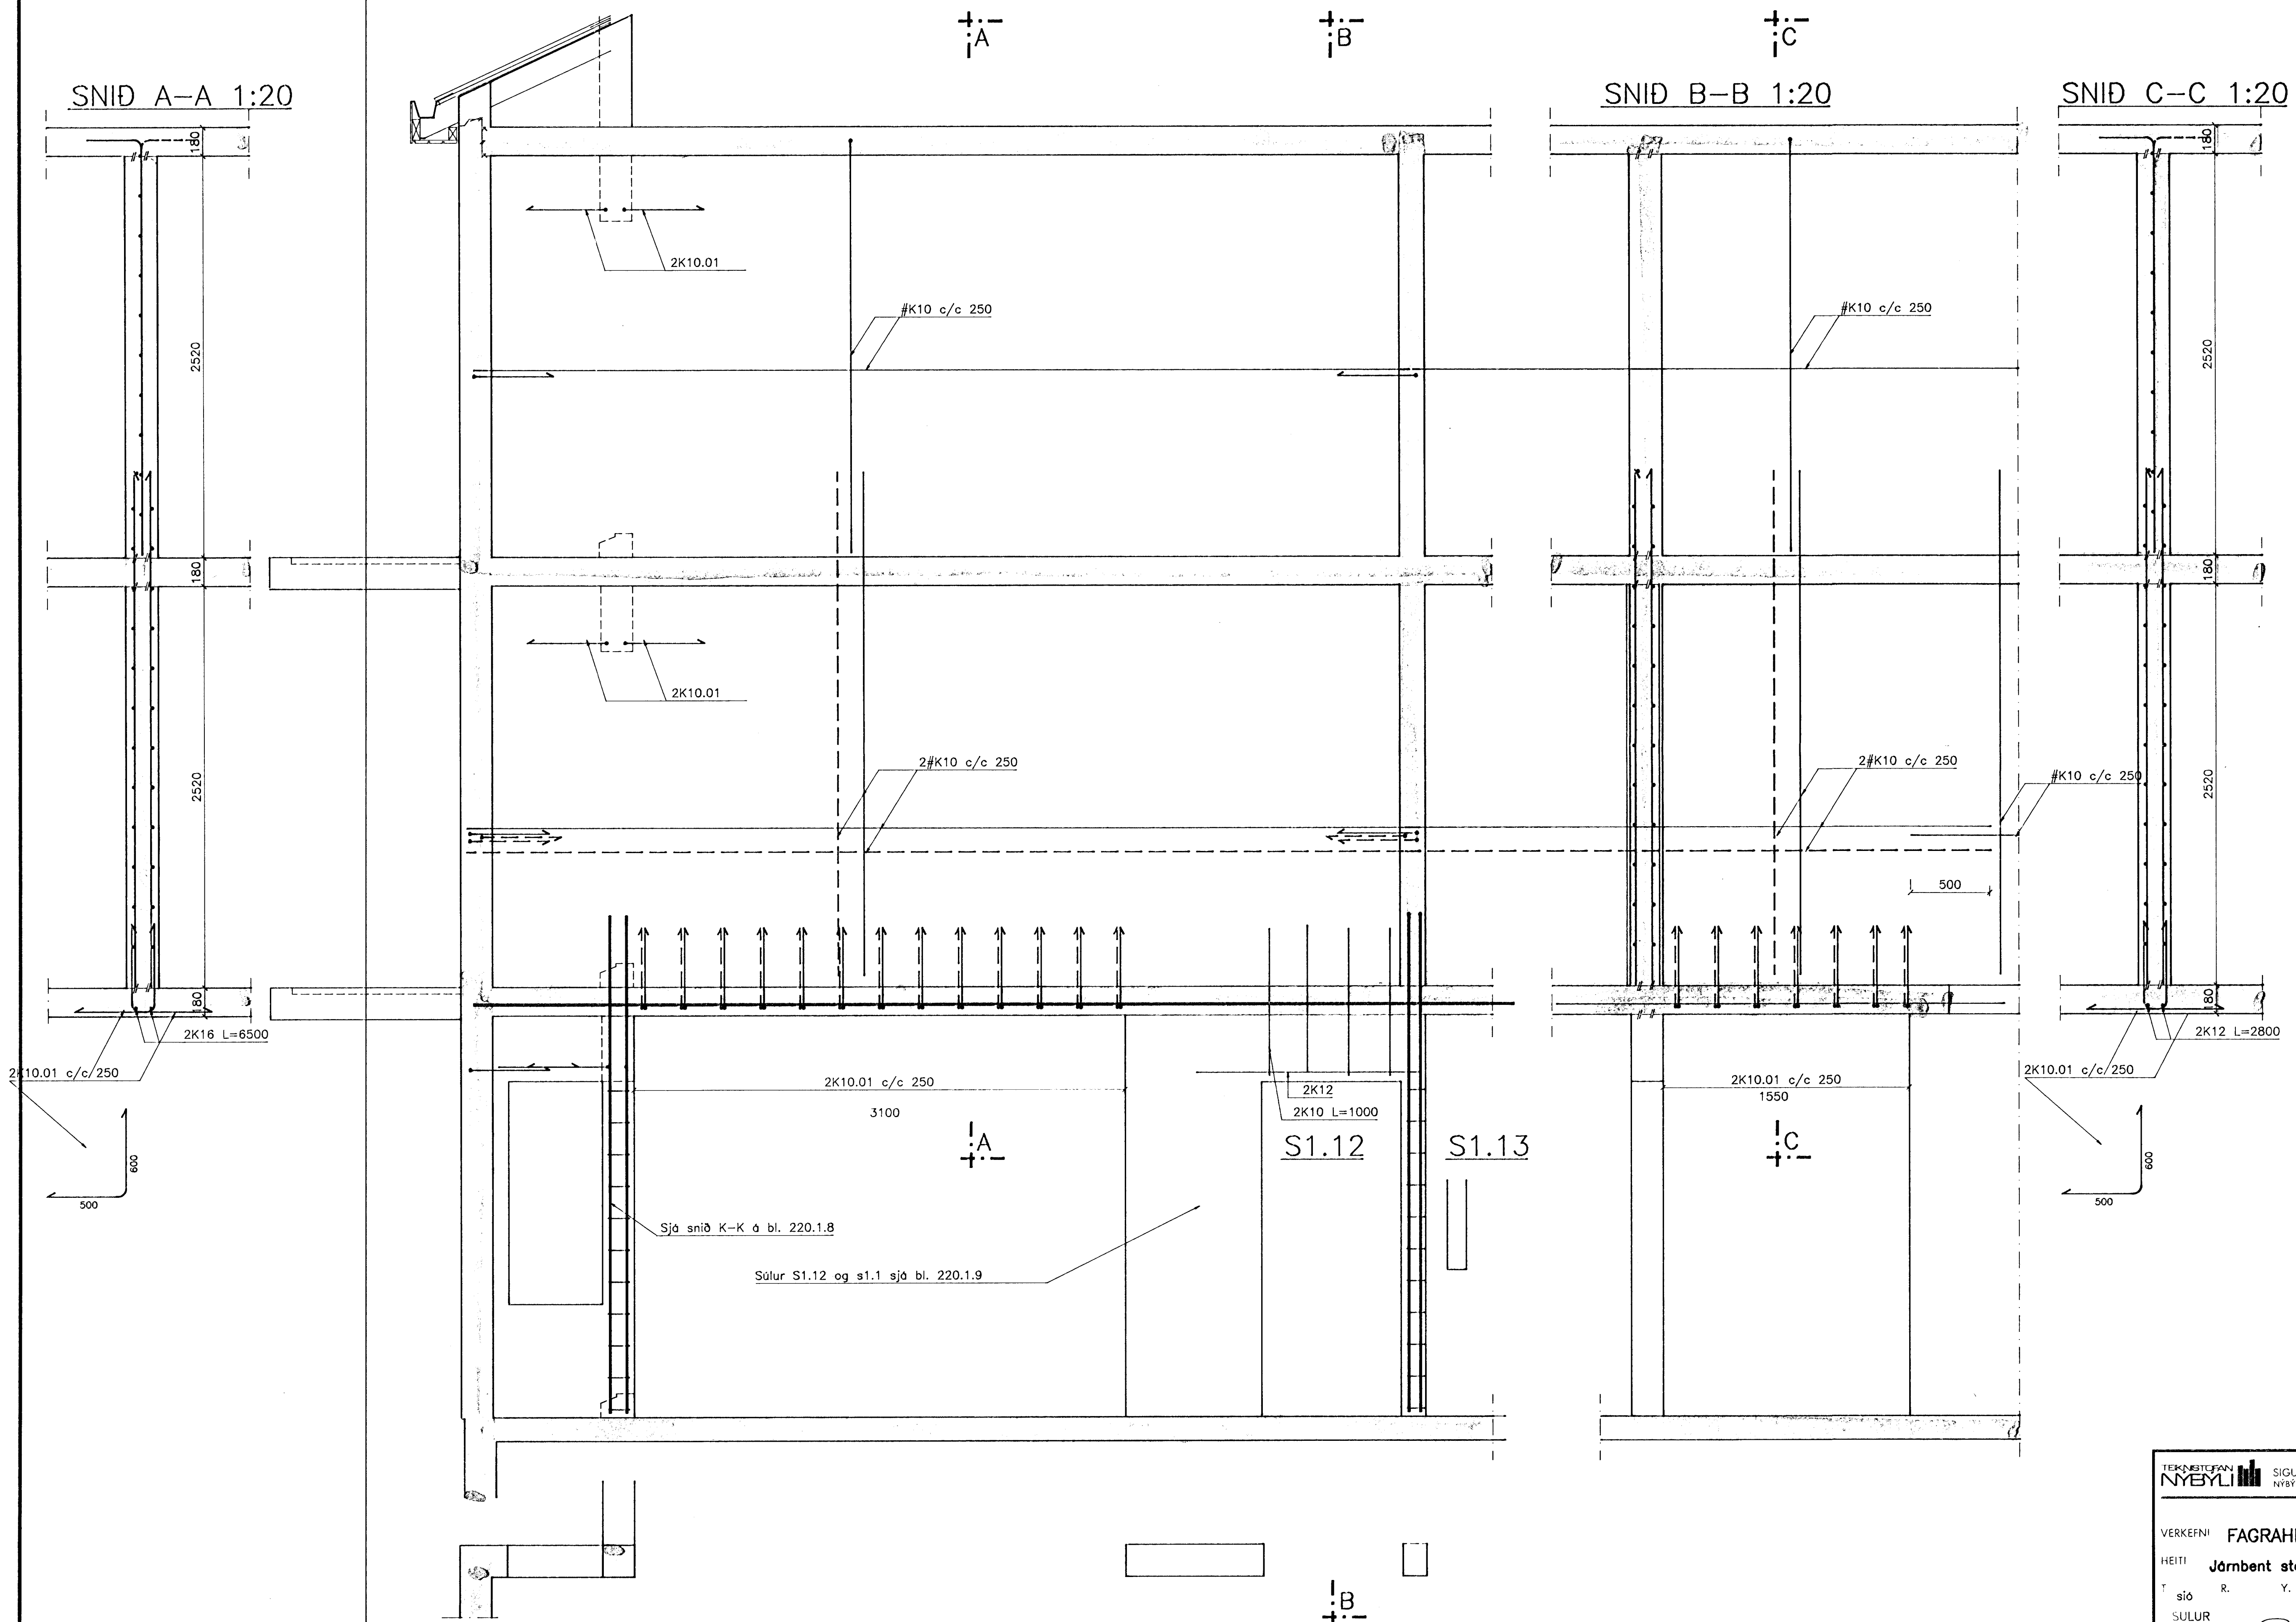 A
B
C
SNIÐ A-A 1:20
SNIÐ B-B 1:20
SNIÐ C-C 1:20
180
180
2K10.01
#K10 c/c 250
#K10 c/c 250
2520
2520
180
180
2K10.01
2#K10 c/c 250
2#K10 c/c 250
#K10 c/c 250
2520
2520
500
180
180
2K16 L=6500
2K12 L=2800
2K10.01 c/c 250
2K10.01 c/c 250
2K10.01 c/c 250
2K10.01 c/c 250
3100
1550
2K12
2K10 L=1000
A
S1.12
S1.13
C
600
500
600
500
Sjá snið K-K á bl. 220.1.8
Súlur S1.12 og s1.1 sjá bl. 220.1.9
B
TEIKNISTOFAN
NÝBÝLI
VERKEFNI FAGRAH
HEITI Járnbent
R. Y.
SULUR